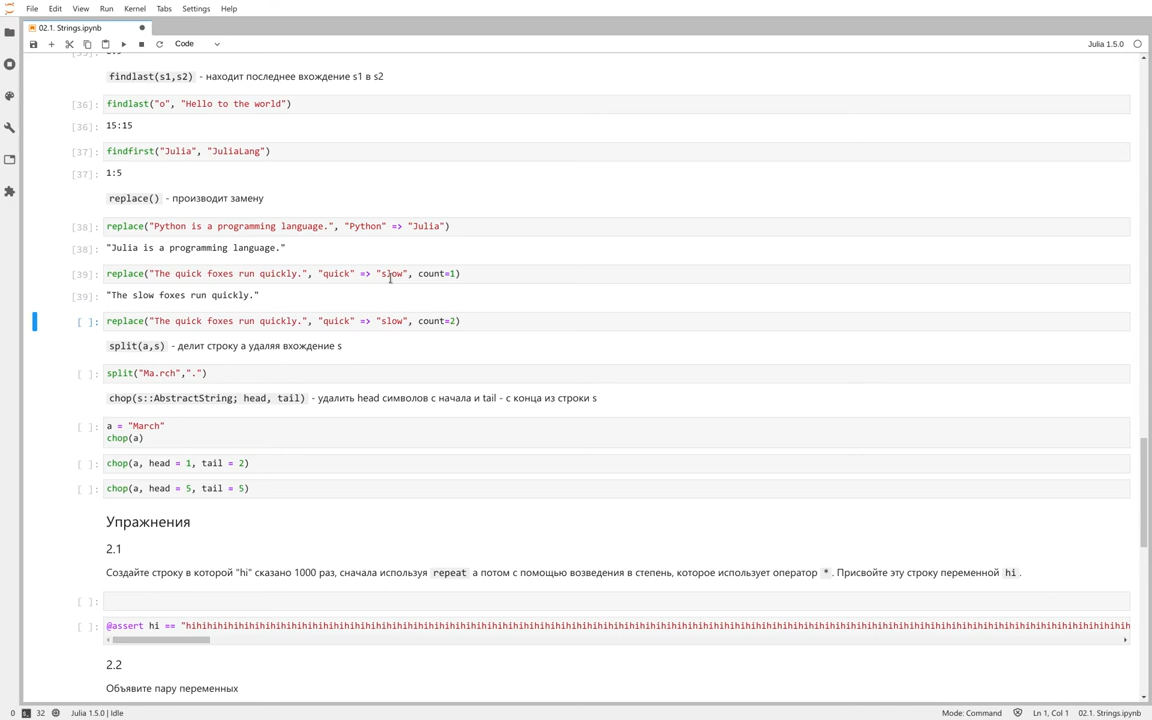 File Edit View Run Kernel Tabs Settings Help
02.1. Strings.ipynb
Code
Julia 1.5.0
findlast(s1,s2) - находит последнее вхождение s1 в s2
[36]: findlast("o", "Hello to the world")
[36]: 15:15
[37]: findfirst("Julia", "JuliaLang")
[37]: 1:5
replace() - производит замену
[38]: replace("Python is a programming language.", "Python" => "Julia")
[38]: "Julia is a programming language."
[39]: replace("The quick foxes run quickly.", "quick" => "slow", count=1)
[39]: "The slow foxes run quickly."
[ ]: replace("The quick foxes run quickly.", "quick" => "slow", count=2)
split(a,s) - делит строку a удаляя вхождение s
[ ]: split("Ma.rch",".")
chop(s::AbstractString; head, tail) - удалить head символов с начала и tail - с конца из строки s
[ ]: a = "March"
chop(a)
[ ]: chop(a, head = 1, tail = 2)
[ ]: chop(a, head = 5, tail = 5)
Упражнения
2.1
Создайте строку в которой "hi" сказано 1000 раз, сначала используя repeat а потом с помощью возведения в степень, которое использует оператор *. Присвойте эту строку переменной hi.
[ ]:
[ ]: @assert hi == "hihihihihihihihihihihihihihihihihihihihihihihihihihihihihihihihihihihihihihihihihihihihihihihihihihihihihihihihihihihihihihihihihihihihihihihihihihihihihihihihihihihihihihihihihihih
2.2
Объявите пару переменных
0 32 Julia 1.5.0 | Idle
Mode: Command Ln 1, Col 1 02.1. Strings.ipynb